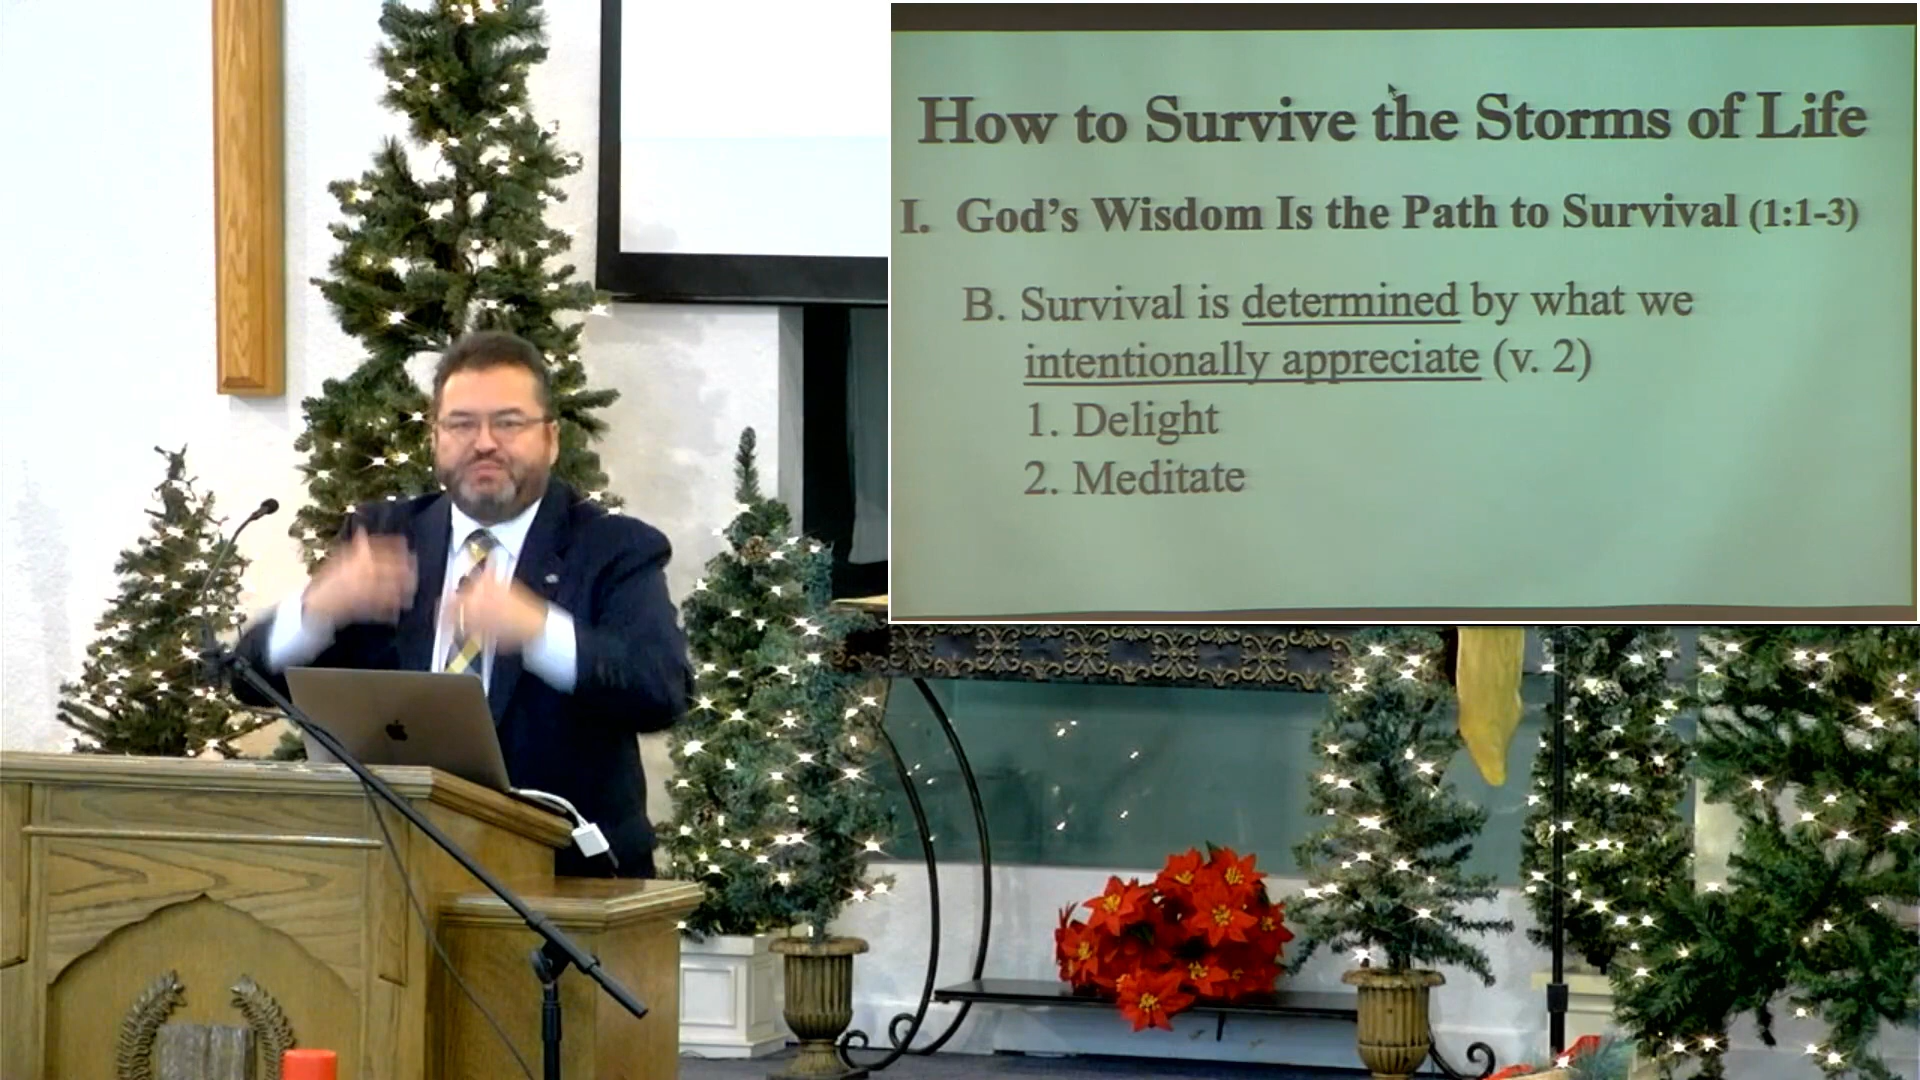 How to Survive the Storms of Life
I. God’s Wisdom Is the Path to Survival (1:1-3)
B. Survival is determined by what we
intentionally appreciate (v. 2)
1. Delight
2. Meditate